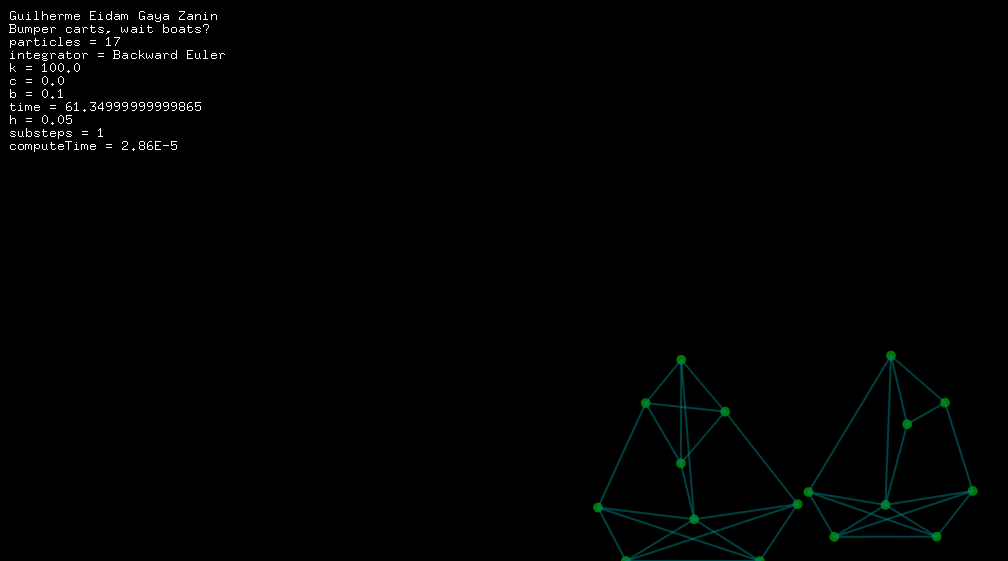 Guilherme Eidam Gaya Zanin
Bumper carts, wait boats?
particles = 17
integrator = Backward Euler
k = 100.0
c = 0.0
b = 0.1
time = 61.34999999999865
h = 0.05
substeps = 1
computeTime = 2.86E-5